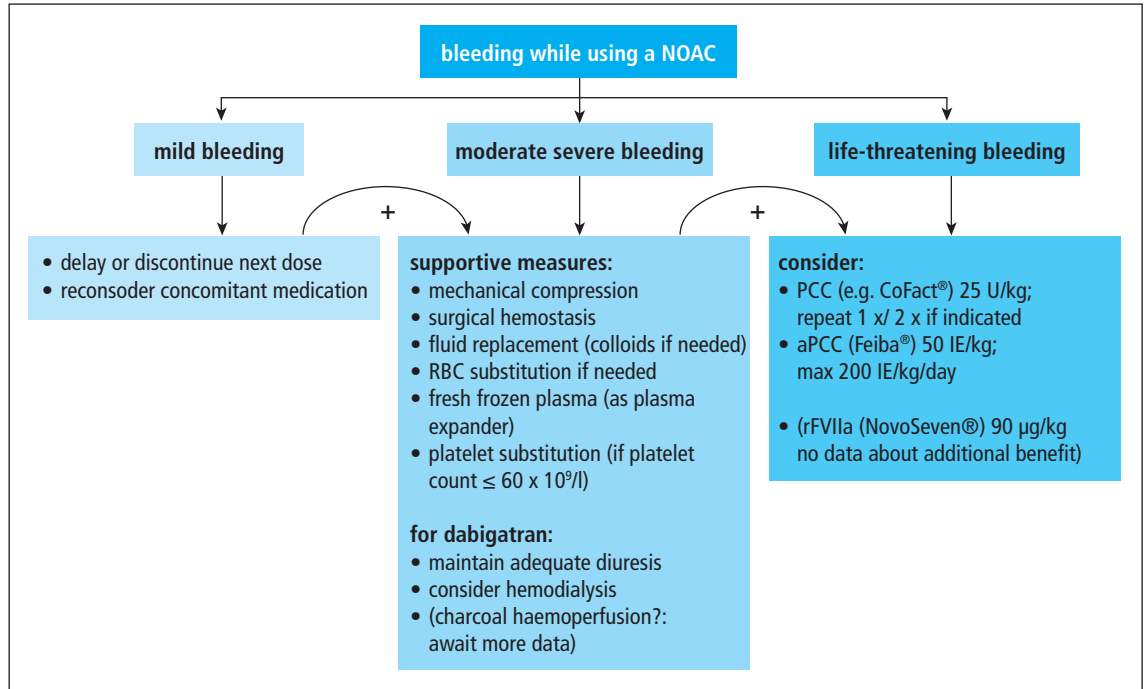 bleeding while using a NOAC
mild bleeding
moderate severe bleeding
life-threatening bleeding
+
+
• delay or discontinue next dose
• reconsoder concomitant medication
supportive measures:
• mechanical compression
• surgical hemostasis
• fluid replacement (colloids if needed)
• RBC substitution if needed
• fresh frozen plasma (as plasma
expander)
• platelet substitution (if platelet
count ≤ 60 x 10⁹/l)
for dabigatran:
• maintain adequate diuresis
• consider hemodialysis
• (charcoal haemoperfusion?:
await more data)
consider:
• PCC (e.g. CoFact®) 25 U/kg;
repeat 1 x/ 2 x if indicated
• aPCC (Feiba®) 50 IE/kg;
max 200 IE/kg/day
• (rFVIIa (NovoSeven®) 90 µg/kg
no data about additional benefit)